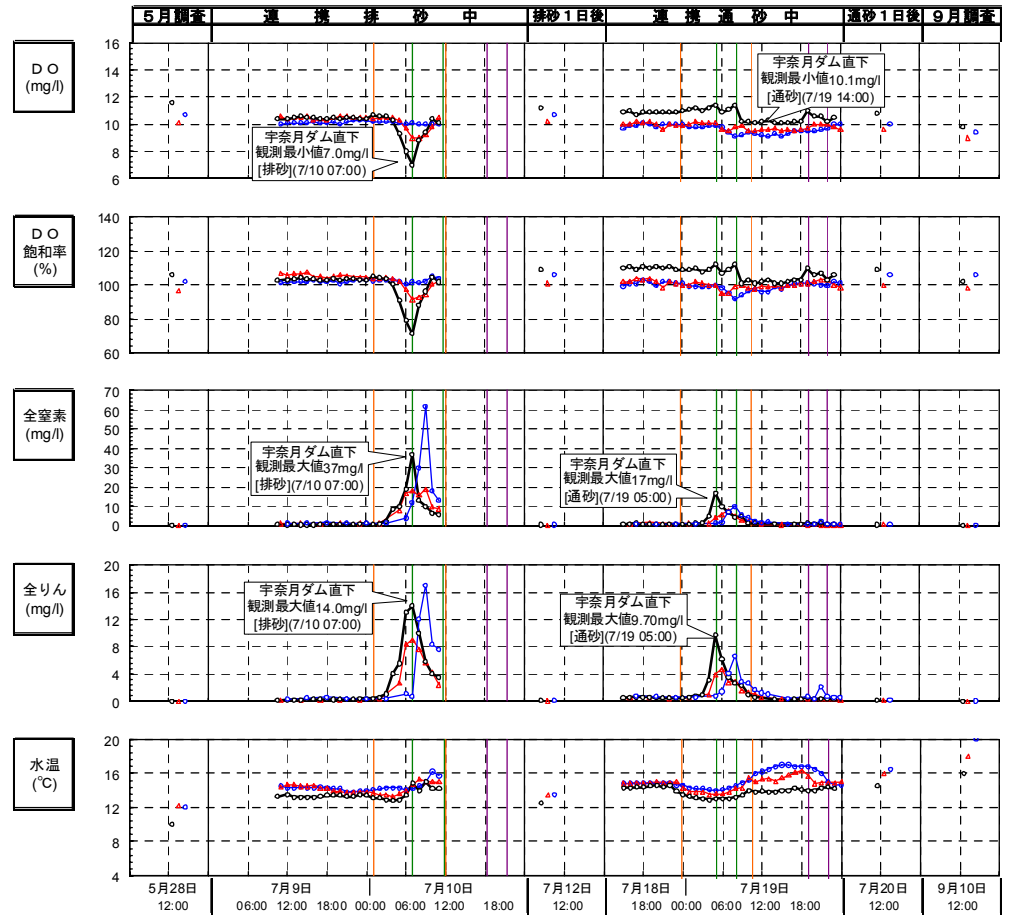 ５月調査 連携排砂中 排砂１日後 連携通砂中 通砂１日後 ９月調査
ＤＯ
(mg/l)
16
14
12
10
8
6
宇奈月ダム直下
観測最小値7.0mg/l
[排砂](7/10 07:00)
宇奈月ダム直下
観測最小値10.1mg/l
[通砂](7/19 14:00)
ＤＯ
飽和率
(%)
140
120
100
80
60
全窒素
(mg/l)
70
60
50
40
30
20
10
0
宇奈月ダム直下
観測最大値37mg/l
[排砂](7/10 07:00)
宇奈月ダム直下
観測最大値17mg/l
[通砂](7/19 05:00)
全りん
(mg/l)
20
16
12
8
4
0
宇奈月ダム直下
観測最大値14.0mg/l
[排砂](7/10 07:00)
宇奈月ダム直下
観測最大値9.70mg/l
[通砂](7/19 05:00)
水温
(℃)
20
16
12
8
4
5月28日 7月9日 7月10日 7月12日 7月18日 7月19日 7月20日 9月10日
12:00 06:00 12:00 18:00 00:00 06:00 12:00 18:00 12:00 18:00 00:00 06:00 12:00 18:00 12:00 12:00